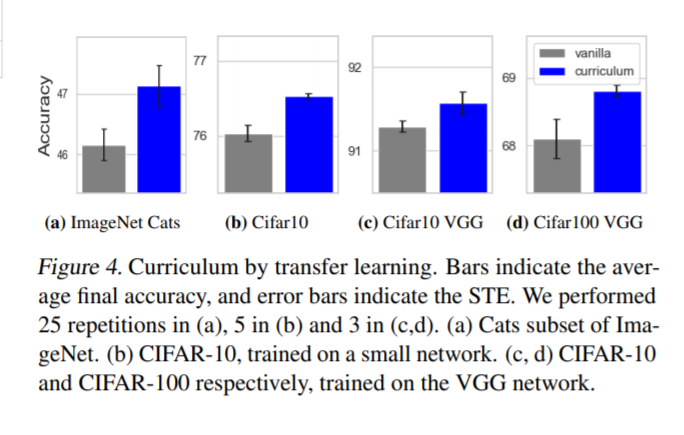 Accuracy
47
46
77
76
92
91
69
68
vanilla
curriculum
(a) ImageNet Cats
(b) Cifar10
(c) Cifar10 VGG
(d) Cifar100 VGG
Figure 4. Curriculum by transfer learning. Bars indicate the aver-
age final accuracy, and error bars indicate the STE. We performed
25 repetitions in (a), 5 in (b) and 3 in (c,d). (a) Cats subset of Ima-
geNet. (b) CIFAR-10, trained on a small network. (c, d) CIFAR-10
and CIFAR-100 respectively, trained on the VGG network.